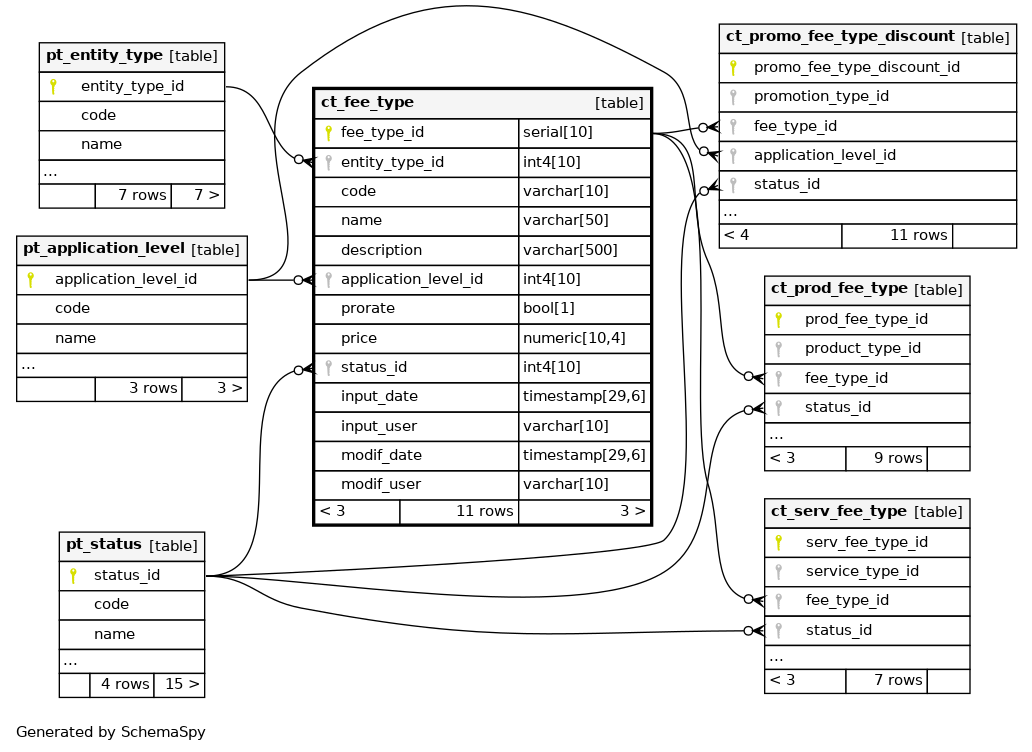 pt_entity_type [table]
entity_type_id
code
name
...
7 rows 7 >
pt_application_level [table]
application_level_id
code
name
...
3 rows 3 >
pt_status [table]
status_id
code
name
...
4 rows 15 >
ct_fee_type [table]
fee_type_id serial[10]
entity_type_id int4[10]
code varchar[10]
name varchar[50]
description varchar[500]
application_level_id int4[10]
prorate bool[1]
price numeric[10,4]
status_id int4[10]
input_date timestamp[29,6]
input_user varchar[10]
modif_date timestamp[29,6]
modif_user varchar[10]
< 3 11 rows 3 >
ct_promo_fee_type_discount [table]
promo_fee_type_discount_id
promotion_type_id
fee_type_id
application_level_id
status_id
...
< 4 11 rows
ct_prod_fee_type [table]
prod_fee_type_id
product_type_id
fee_type_id
status_id
...
< 3 9 rows
ct_serv_fee_type [table]
serv_fee_type_id
service_type_id
fee_type_id
status_id
...
< 3 7 rows
Generated by SchemaSpy